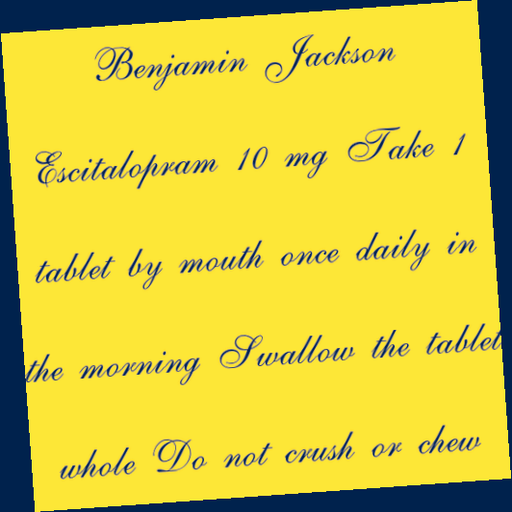 Benjamin Jackson
Escitalopram 10 mg Take 1
tablet by mouth once daily in
the morning Swallow the tablet
whole Do not crush or chew